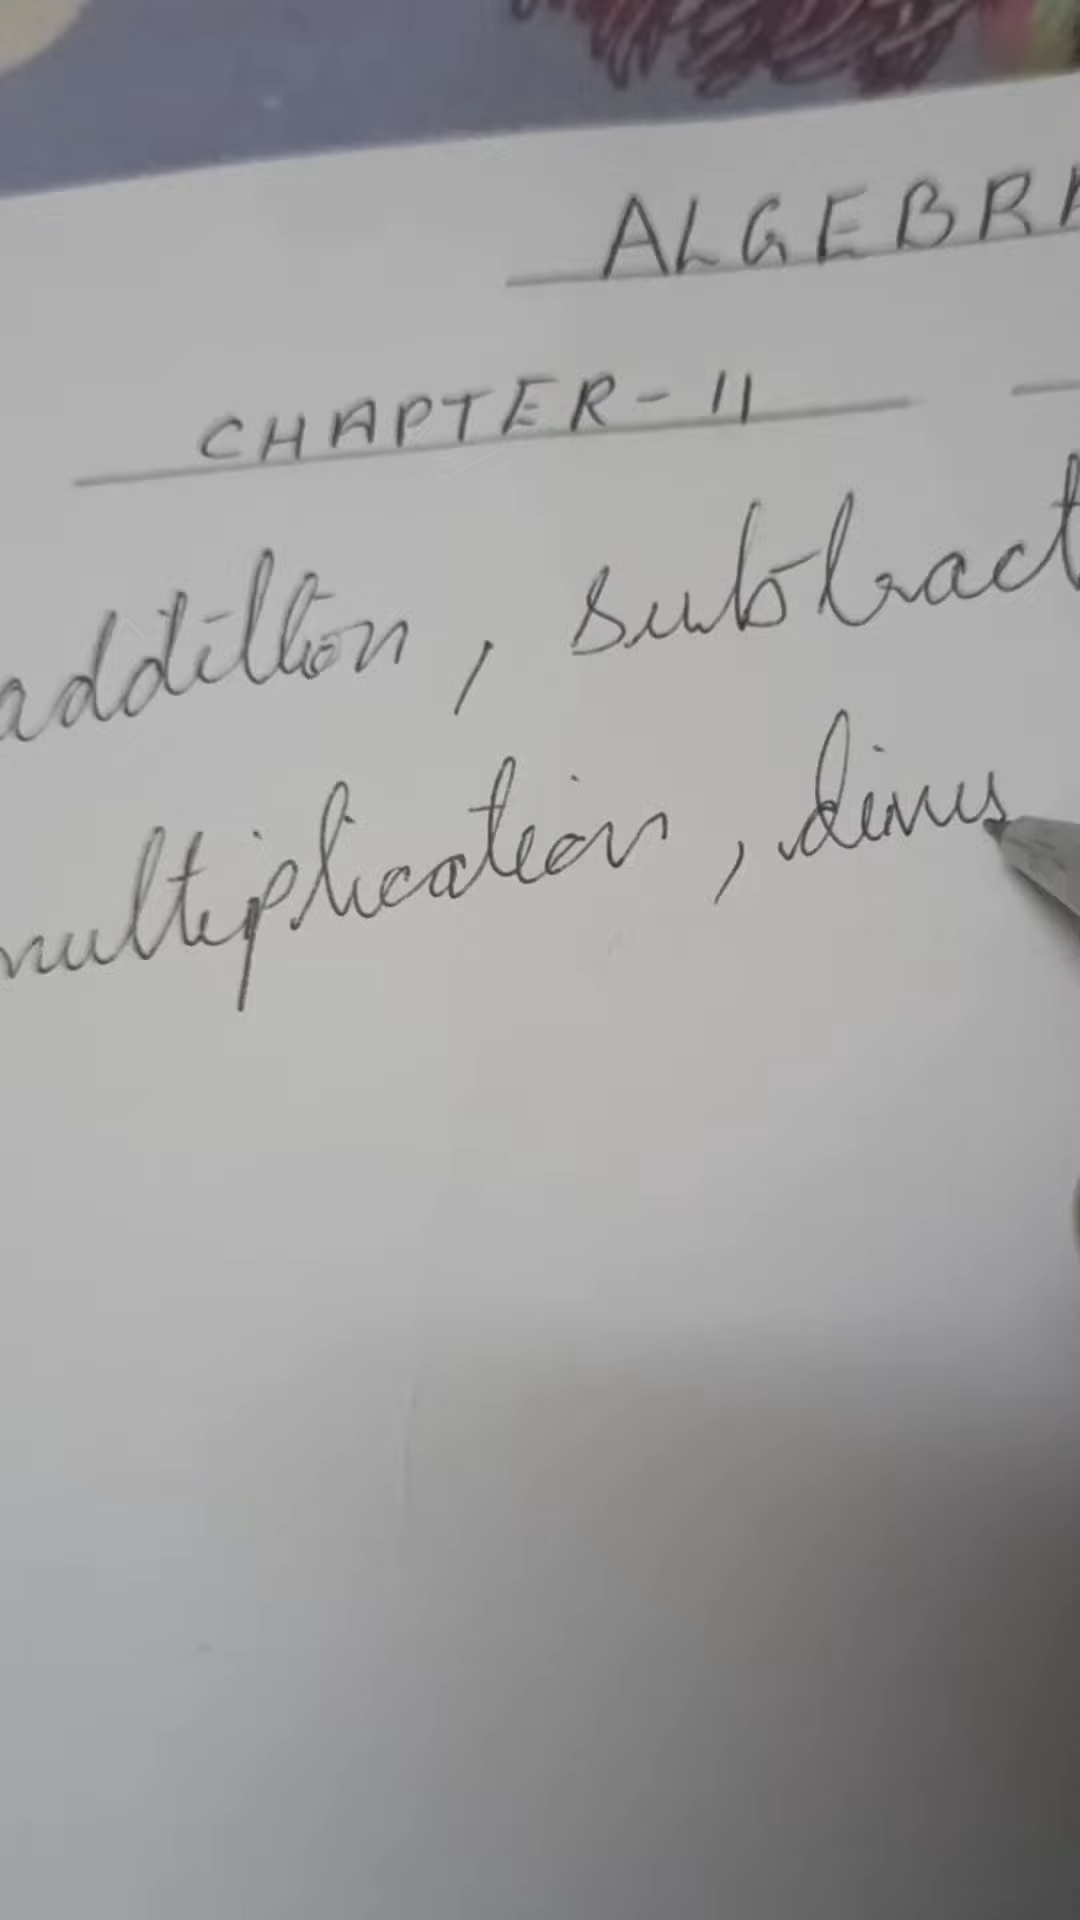 ALGEBRA
CHAPTER - 11
addition, subtract
multiplication, divis